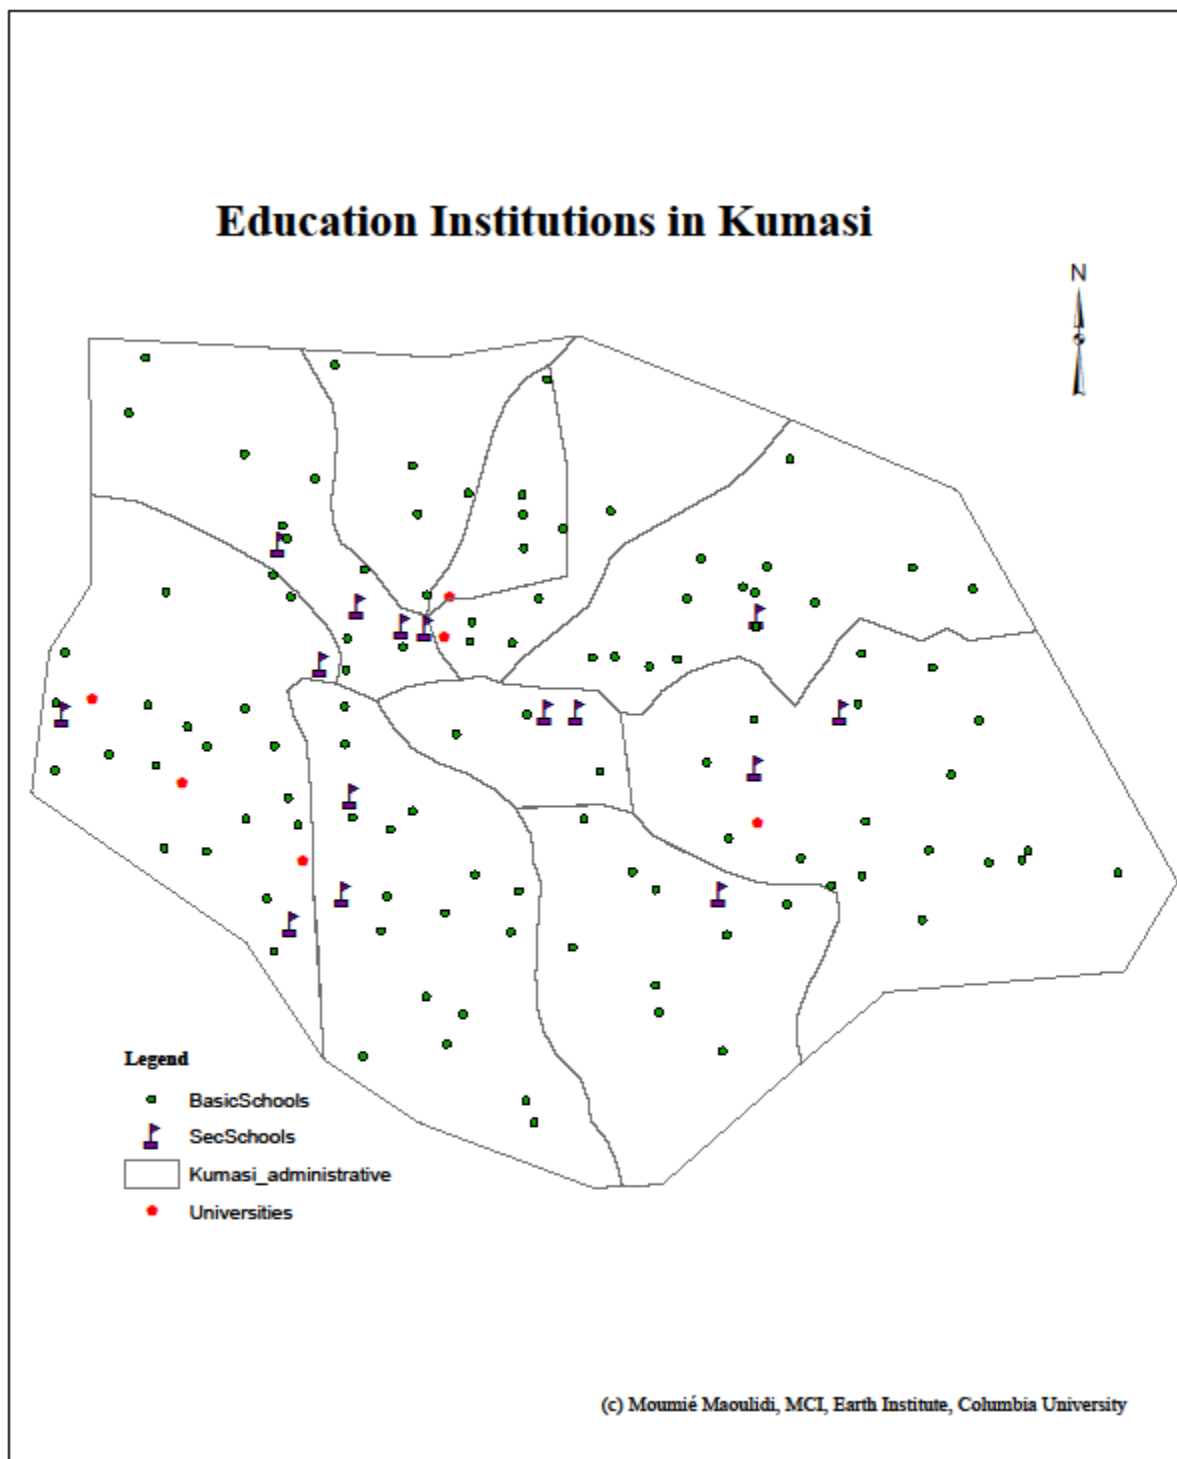 Education Institutions in Kumasi
N
Legend
BasicSchools
SecSchools
Kumasi_administrative
Universities
(c) Moumié Maoulidi, MCI, Earth Institute, Columbia University